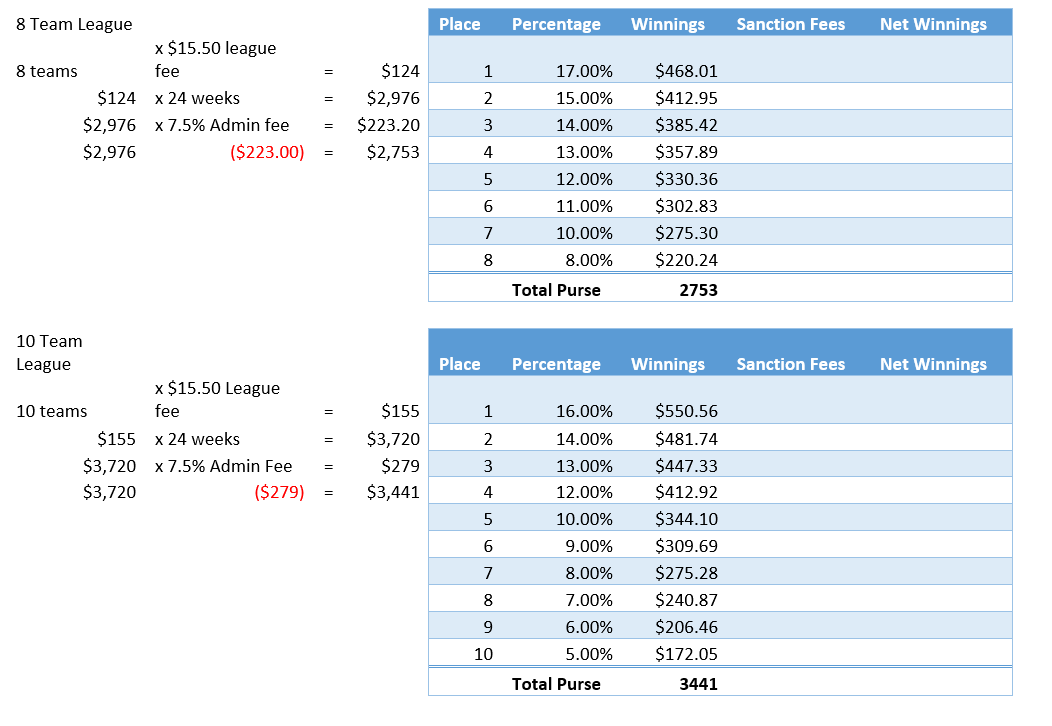 8 Team League Place Percentage Winnings Sanction Fees Net Winnings
x $15.50 league
8 teams fee = $124 1 17.00% $468.01
$124 x 24 weeks = $2,976 2 15.00% $412.95
$2,976 x 7.5% Admin fee = $223.20 3 14.00% $385.42
$2,976 ($223.00) = $2,753 4 13.00% $357.89
5 12.00% $330.36
6 11.00% $302.83
7 10.00% $275.30
8 8.00% $220.24
Total Purse 2753
10 Team
League Place Percentage Winnings Sanction Fees Net Winnings
x $15.50 League
10 teams fee = $155 1 16.00% $550.56
$155 x 24 weeks = $3,720 2 14.00% $481.74
$3,720 x 7.5% Admin Fee = $279 3 13.00% $447.33
$3,720 ($279) = $3,441 4 12.00% $412.92
5 10.00% $344.10
6 9.00% $309.69
7 8.00% $275.28
8 7.00% $240.87
9 6.00% $206.46
10 5.00% $172.05
Total Purse 3441